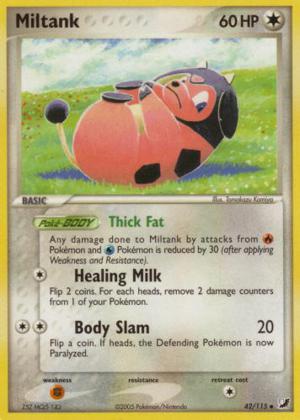 Miltank 60 HP
BASIC Illus. Tomokazu Komiya
Poké-BODY Thick Fat
Any damage done to Miltank by attacks from
Pokémon and Pokémon is reduced by 30 (after applying
Weakness and Resistance).
Healing Milk
Flip 2 coins. For each heads, remove 2 damage counters
from 1 of your Pokémon.
Body Slam 20
Flip a coin. If heads, the Defending Pokémon is now
Paralyzed.
weakness resistance retreat cost
©2005 Pokémon/Nintendo 42/115